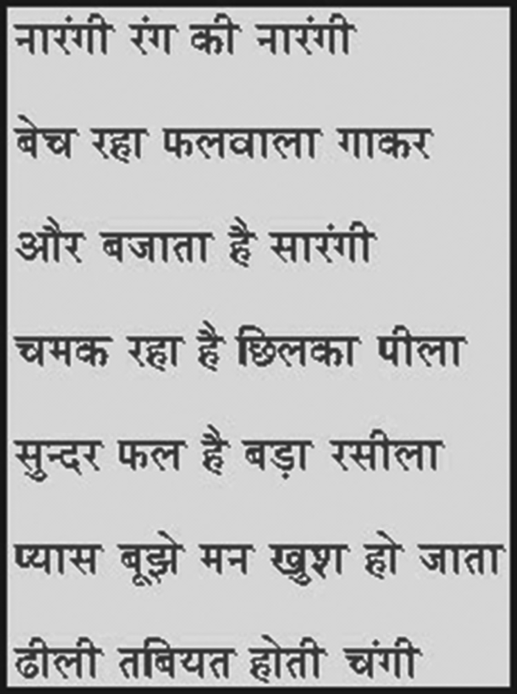 नारंगी रंग की नारंगी
बेच रहा फलवाला गाकर
और बजाता है सारंगी
चमक रहा है छिलका पीला
सुन्दर फल है बड़ा रसीला
प्यास बूझे मन खुश हो जाता
ढीली तबियत होती चंगी